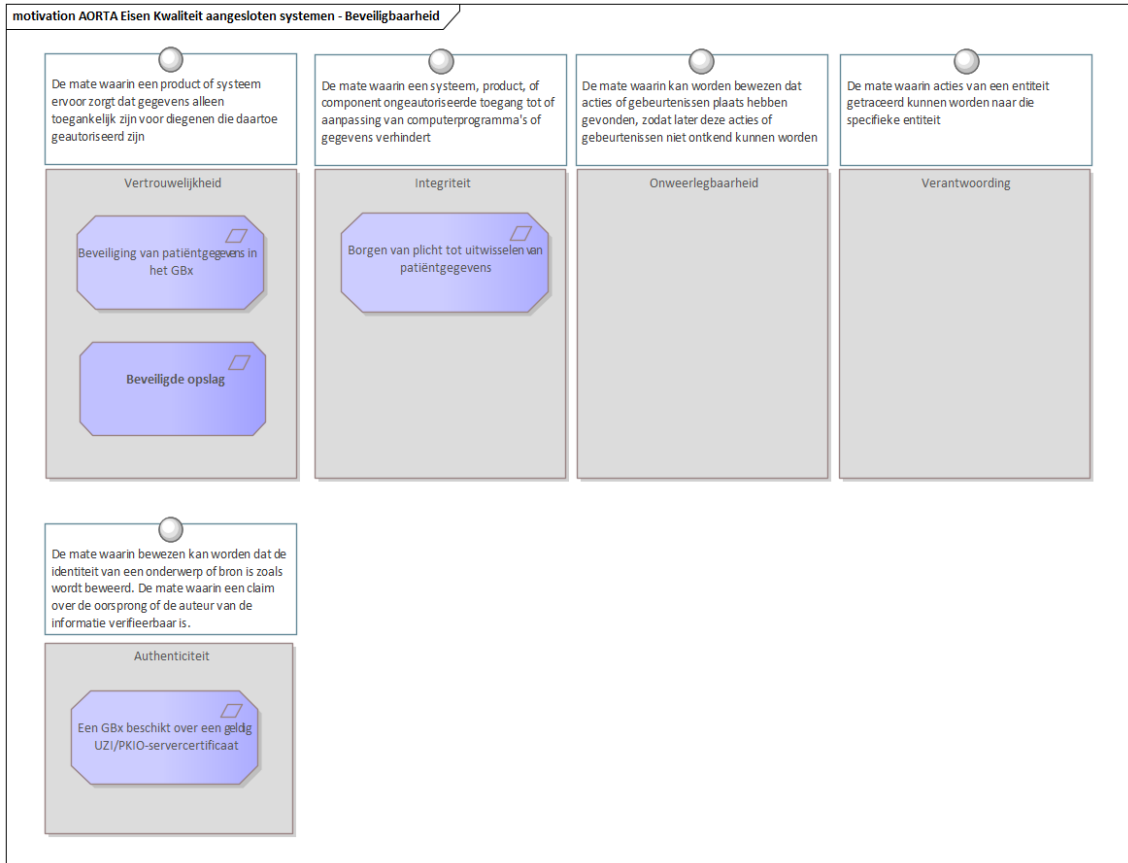 motivation AORTA Eisen Kwaliteit aangesloten systemen - Beveiligbaarheid
De mate waarin een product of systeem
ervoor zorgt dat gegevens alleen
toegankelijk zijn voor diegenen die daartoe
geautoriseerd zijn
De mate waarin een systeem, product, of
component ongeautoriseerde toegang tot of
aanpassing van computerprogramma's of
gegevens verhindert
De mate waarin kan worden bewezen dat
acties of gebeurtenissen plaats hebben
gevonden, zodat later deze acties of
gebeurtenissen niet ontkend kunnen worden
De mate waarin acties van een entiteit
getraceerd kunnen worden naar die
specifieke entiteit
Vertrouwelijkheid
Integriteit
Onweerlegbaarheid
Verantwoording
Beveiliging van patiëntgegevens in
het GBx
Borgen van plicht tot uitwisselen van
patiëntgegevens
Beveiligde opslag
De mate waarin bewezen kan worden dat de
identiteit van een onderwerp of bron is zoals
wordt beweerd. De mate waarin een claim
over de oorsprong of de auteur van de
informatie verifieerbaar is.
Authenticiteit
Een GBx beschikt over een geldig
UZI/PKIO-servercertificaat